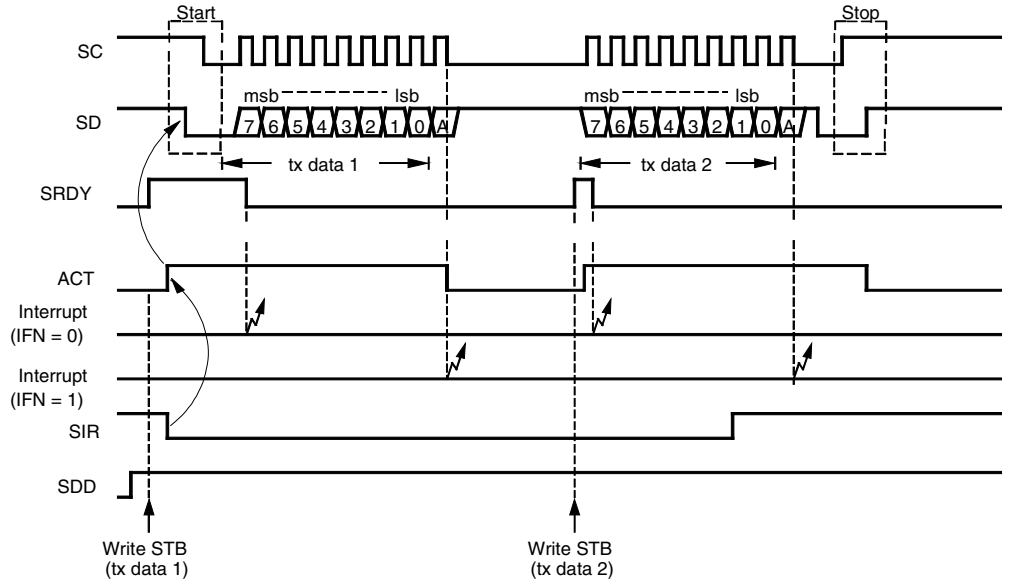 Start
Stop
SC
msb
lsb
msb
lsb
SD
7 6 5 4 3 2 1 0 A
7 6 5 4 3 2 1 0 A
tx data 1
tx data 2
SRDY
ACT
Interrupt
(IFN = 0)
Interrupt
(IFN = 1)
SIR
SDD
Write STB
(tx data 1)
Write STB
(tx data 2)